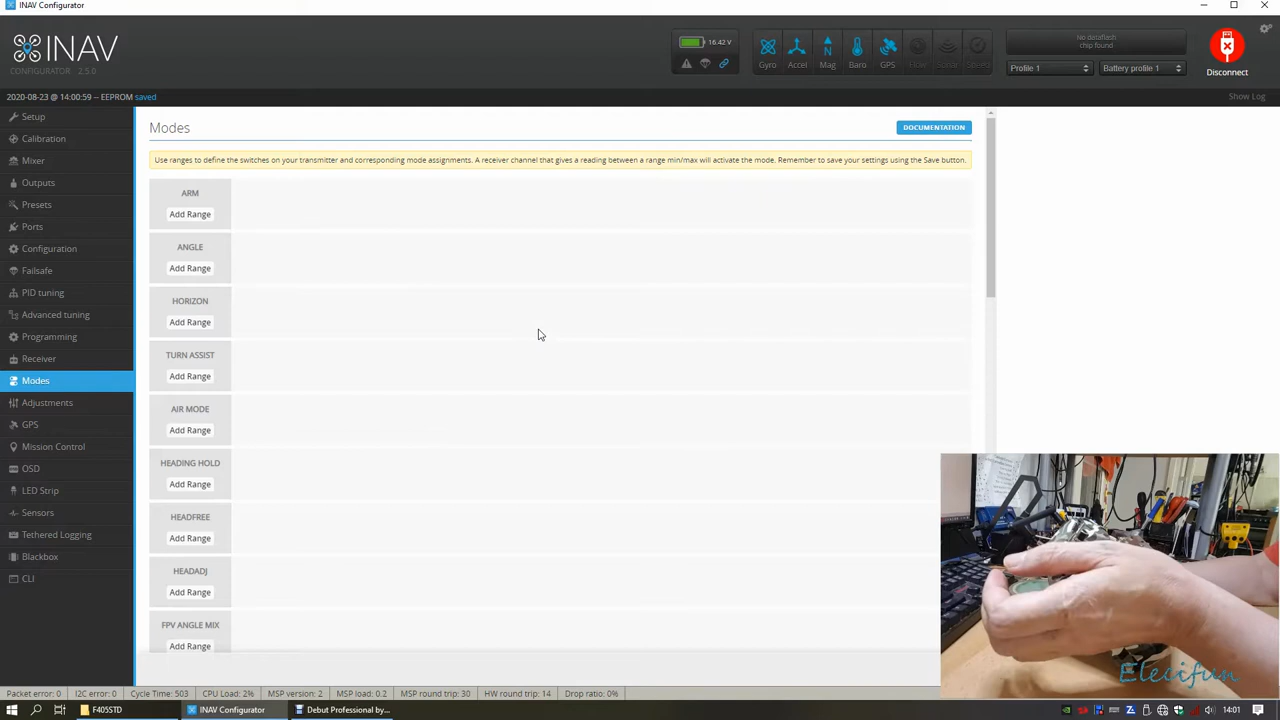 INAV Configurator
INAV
CONFIGURATOR 2.5.0
16.42 V
Gyro Accel Mag Baro GPS Flow Sonar Speed
No dataflash
chip found
Profile 1 Battery profile 1
Disconnect
2020-08-23 @ 14:00:59 -- EEPROM saved
Show Log
Setup
Calibration
Mixer
Outputs
Presets
Ports
Configuration
Failsafe
PID tuning
Advanced tuning
Programming
Receiver
Modes
Adjustments
GPS
Mission Control
OSD
LED Strip
Sensors
Tethered Logging
Blackbox
CLI
Modes
DOCUMENTATION
Use ranges to define the switches on your transmitter and corresponding mode assignments. A receiver channel that gives a reading between a range min/max will activate the mode. Remember to save your settings using the Save button.
ARM
Add Range
ANGLE
Add Range
HORIZON
Add Range
TURN ASSIST
Add Range
AIR MODE
Add Range
HEADING HOLD
Add Range
HEADFREE
Add Range
HEADADJ
Add Range
FPV ANGLE MIX
Add Range
Elecifun
Packet error: 0 I2C error: 0 Cycle Time: 503 CPU Load: 2% MSP version: 2 MSP load: 0.2 MSP round trip: 30 HW round trip: 14 Drop ratio: 0%
F405STD INAV Configurator Debut Professional by... 14:01